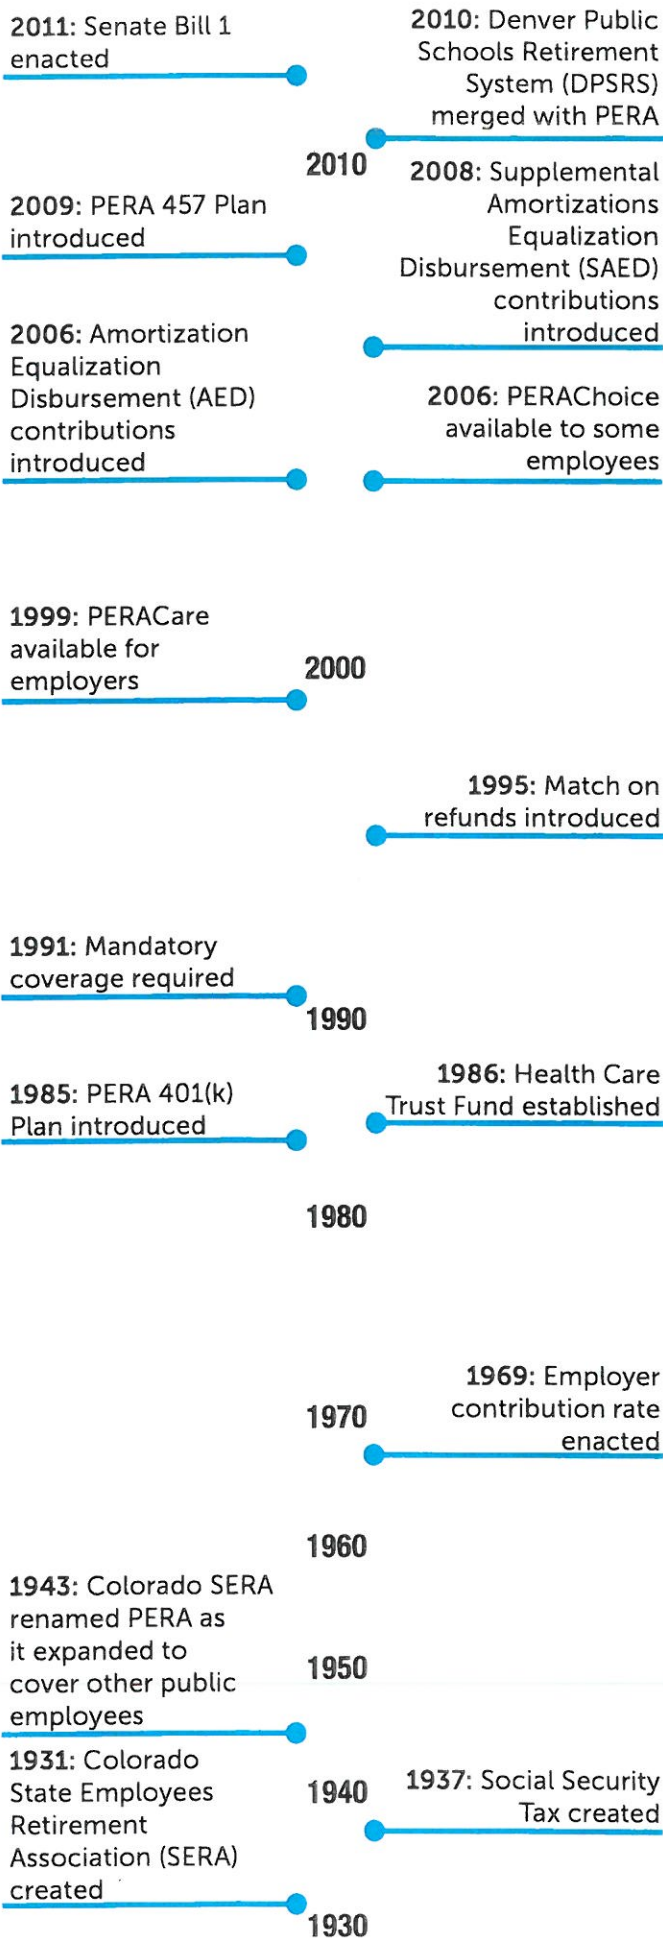 2011: Senate Bill 1
enacted
2010: Denver Public
Schools Retirement
System (DPSRS)
merged with PERA
2010
2009: PERA 457 Plan
introduced
2008: Supplemental
Amortizations
Equalization
Disbursement (SAED)
contributions
introduced
2006: Amortization
Equalization
Disbursement (AED)
contributions
introduced
2006: PERAChoice
available to some
employees
1999: PERACare
available for
employers
2000
1995: Match on
refunds introduced
1991: Mandatory
coverage required
1990
1986: Health Care
Trust Fund established
1985: PERA 401(k)
Plan introduced
1980
1969: Employer
contribution rate
enacted
1970
1960
1943: Colorado SERA
renamed PERA as
it expanded to
cover other public
employees
1950
1931: Colorado
State Employees
Retirement
Association (SERA)
created
1940
1937: Social Security
Tax created
1930